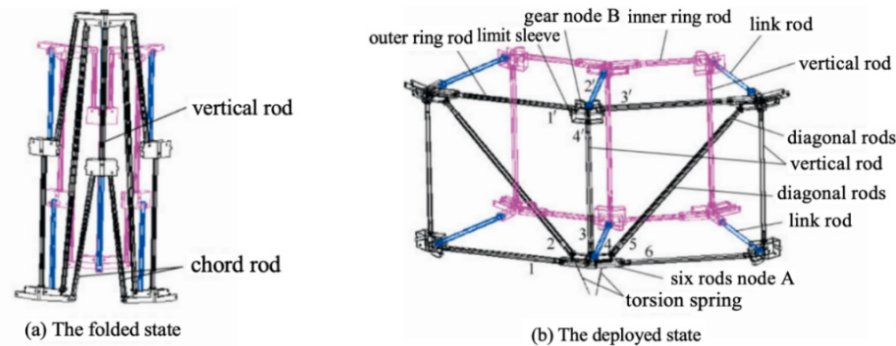 vertical rod
chord rod
(a) The folded state
gear node B
outer ring rod limit sleeve
inner ring rod
link rod
vertical rod
2′
1′
3′
4′
diagonal rods
vertical rod
diagonal rods
link rod
1
2
3
4
5
6
six rods node A
torsion spring
(b) The deployed state